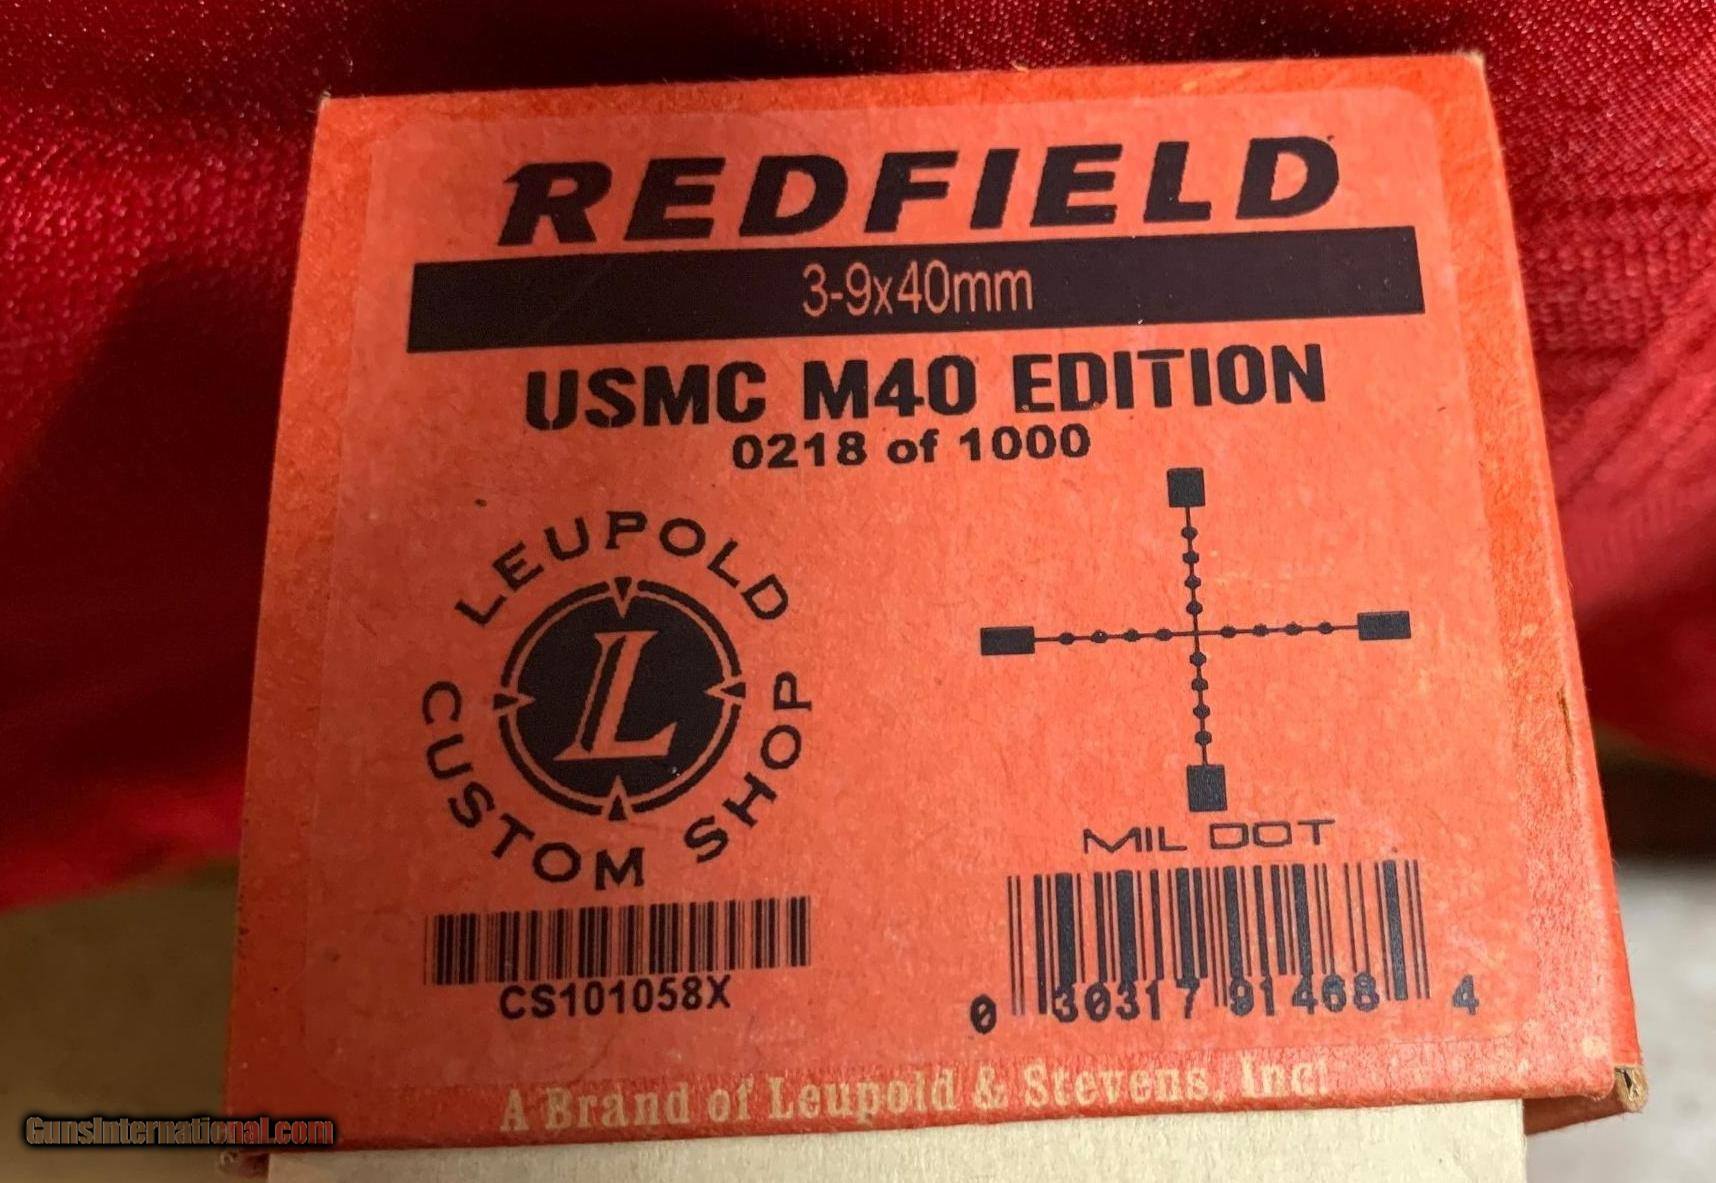 REDFIELD
3-9x40mm
USMC M40 EDITION
0218 of 1000
LEUPOLD
CUSTOM SHOP
L
MIL DOT
CS101058X
0 30317 91468 4
A Brand of Leupold & Stevens, Inc.
GunsInternational.com